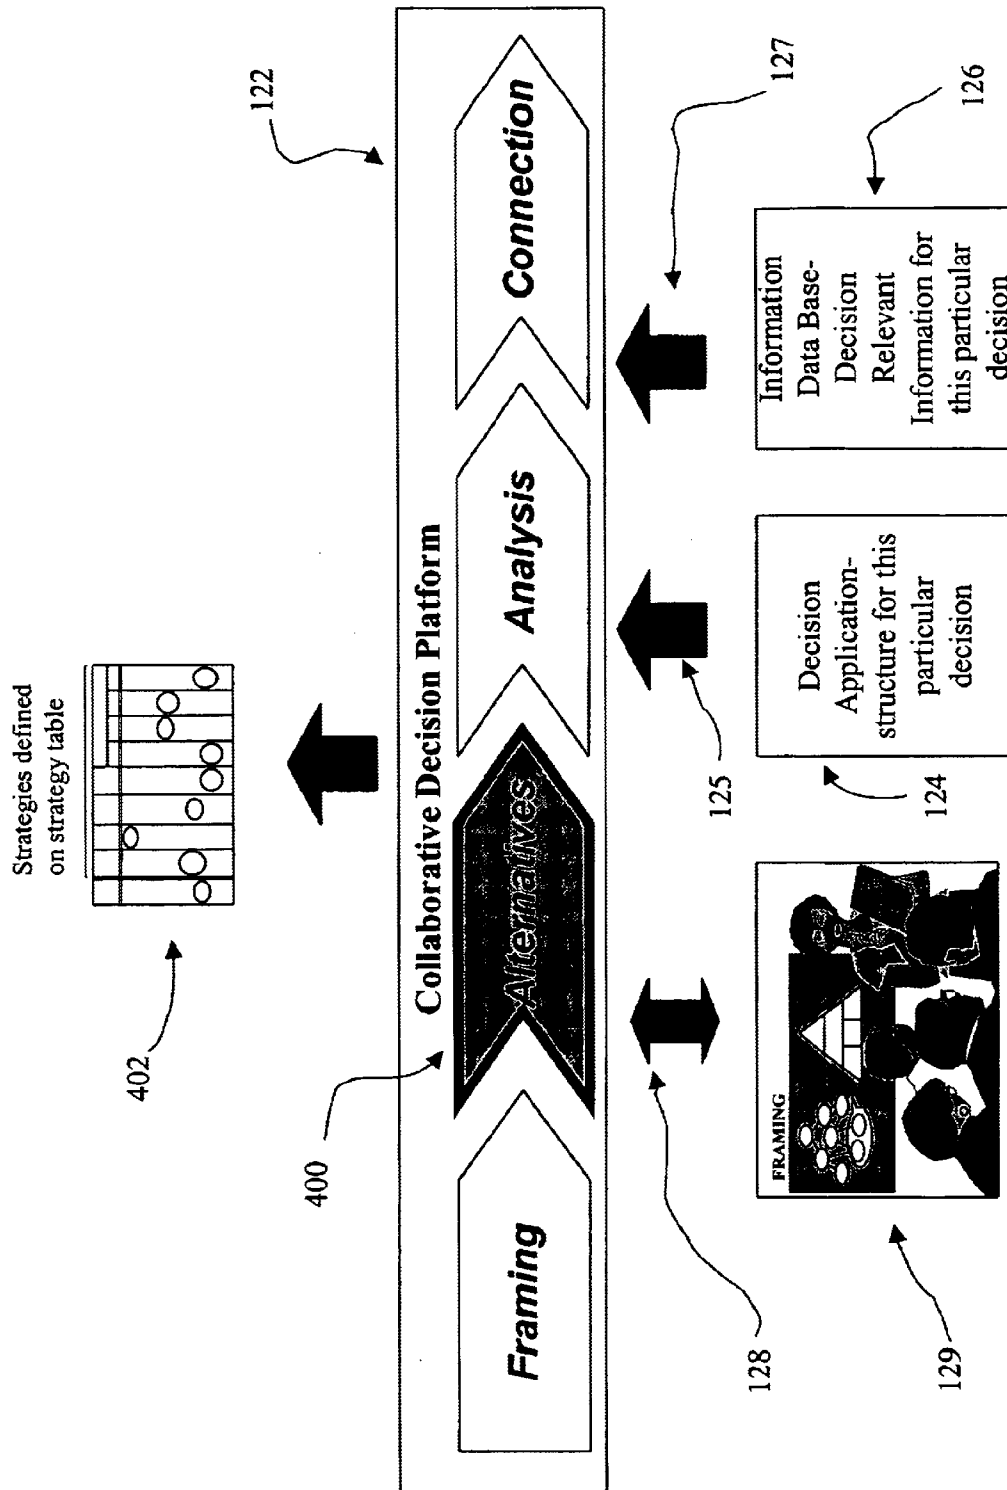 Strategies defined
on strategy table
402
122
Collaborative Decision Platform
400
Framing
Alternatives
Analysis
Connection
128
125
127
129
FRAMING
124
Decision
Application-
structure for this
particular
decision
126
Information
Data Base-
Decision
Relevant
Information for
this particular
decision